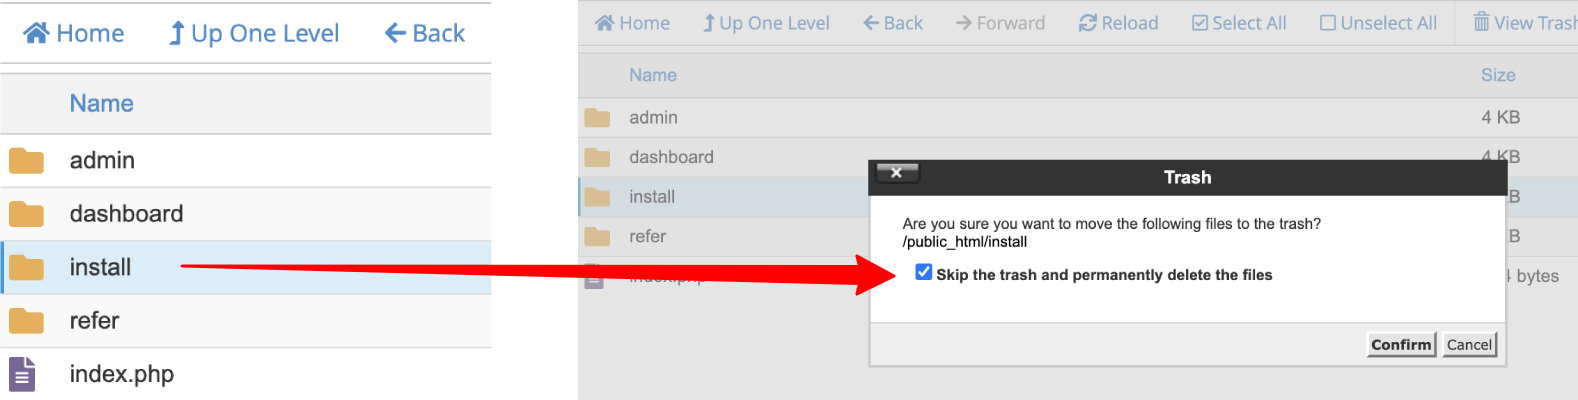 Home Up One Level Back
Name
admin
dashboard
install
refer
index.php
Home Up One Level Back Forward Reload Select All Unselect All View Trash
Name Size
admin 4 KB
dashboard 4 KB
install
refer
index.php bytes
Trash
Are you sure you want to move the following files to the trash?
/public_html/install
Skip the trash and permanently delete the files
Confirm Cancel